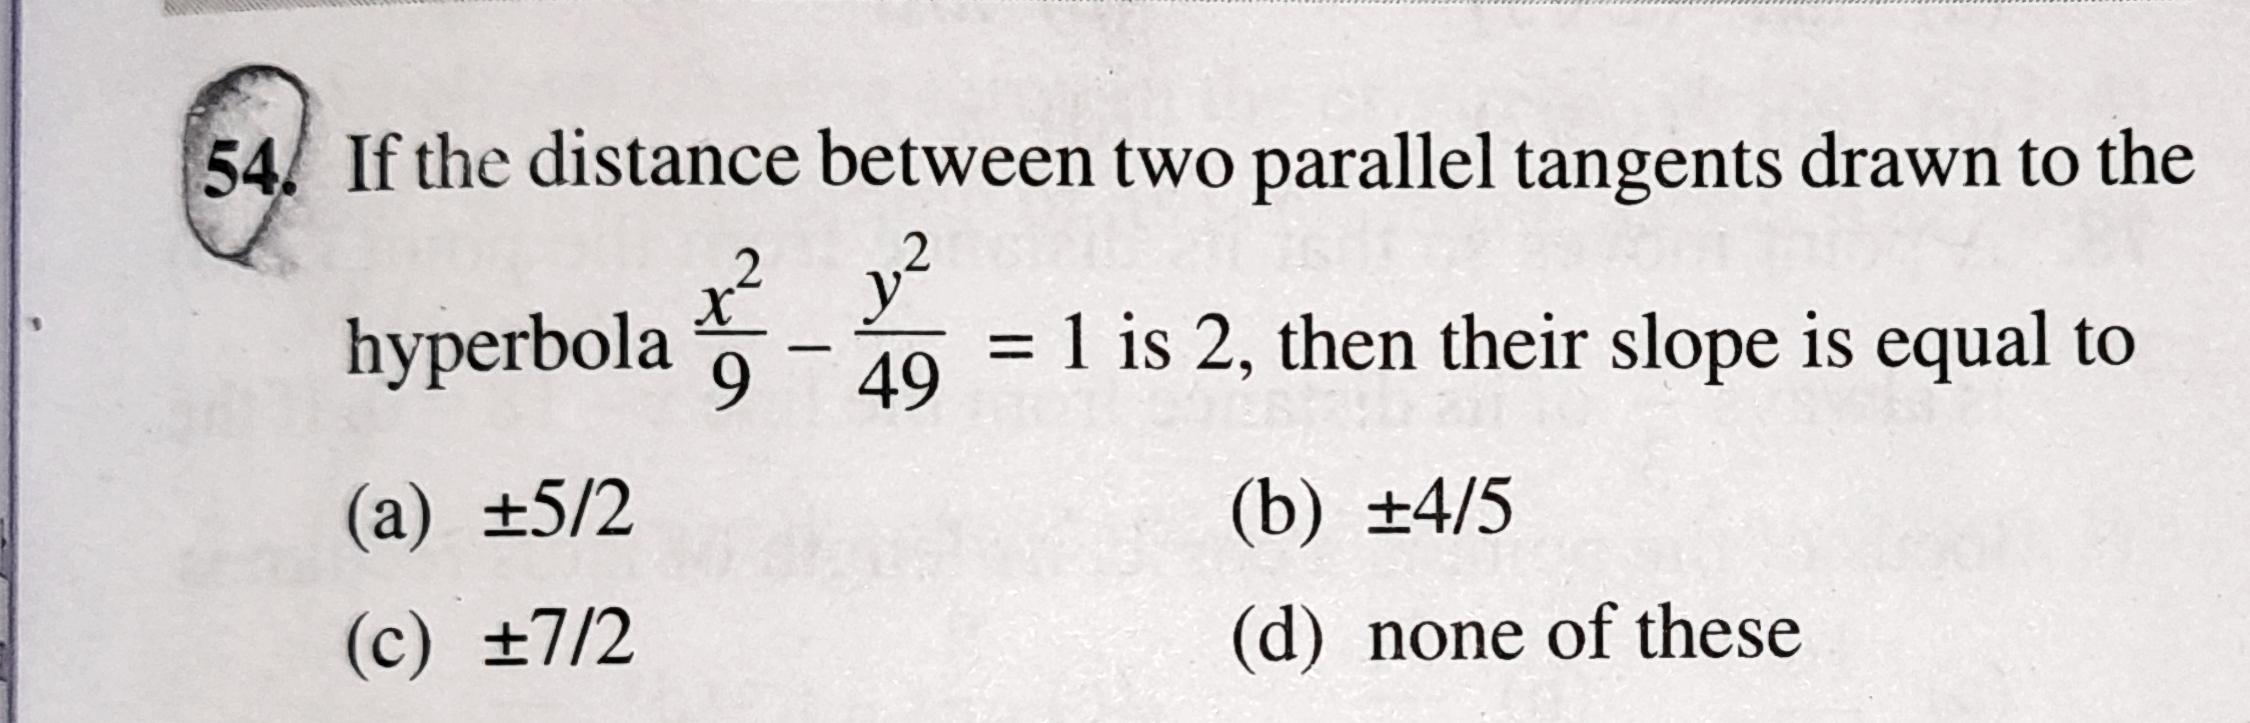 54. If the distance between two parallel tangents drawn to the
hyperbola x²/9 − y²/49 = 1 is 2, then their slope is equal to
(a) ±5/2 (b) ±4/5
(c) ±7/2 (d) none of these